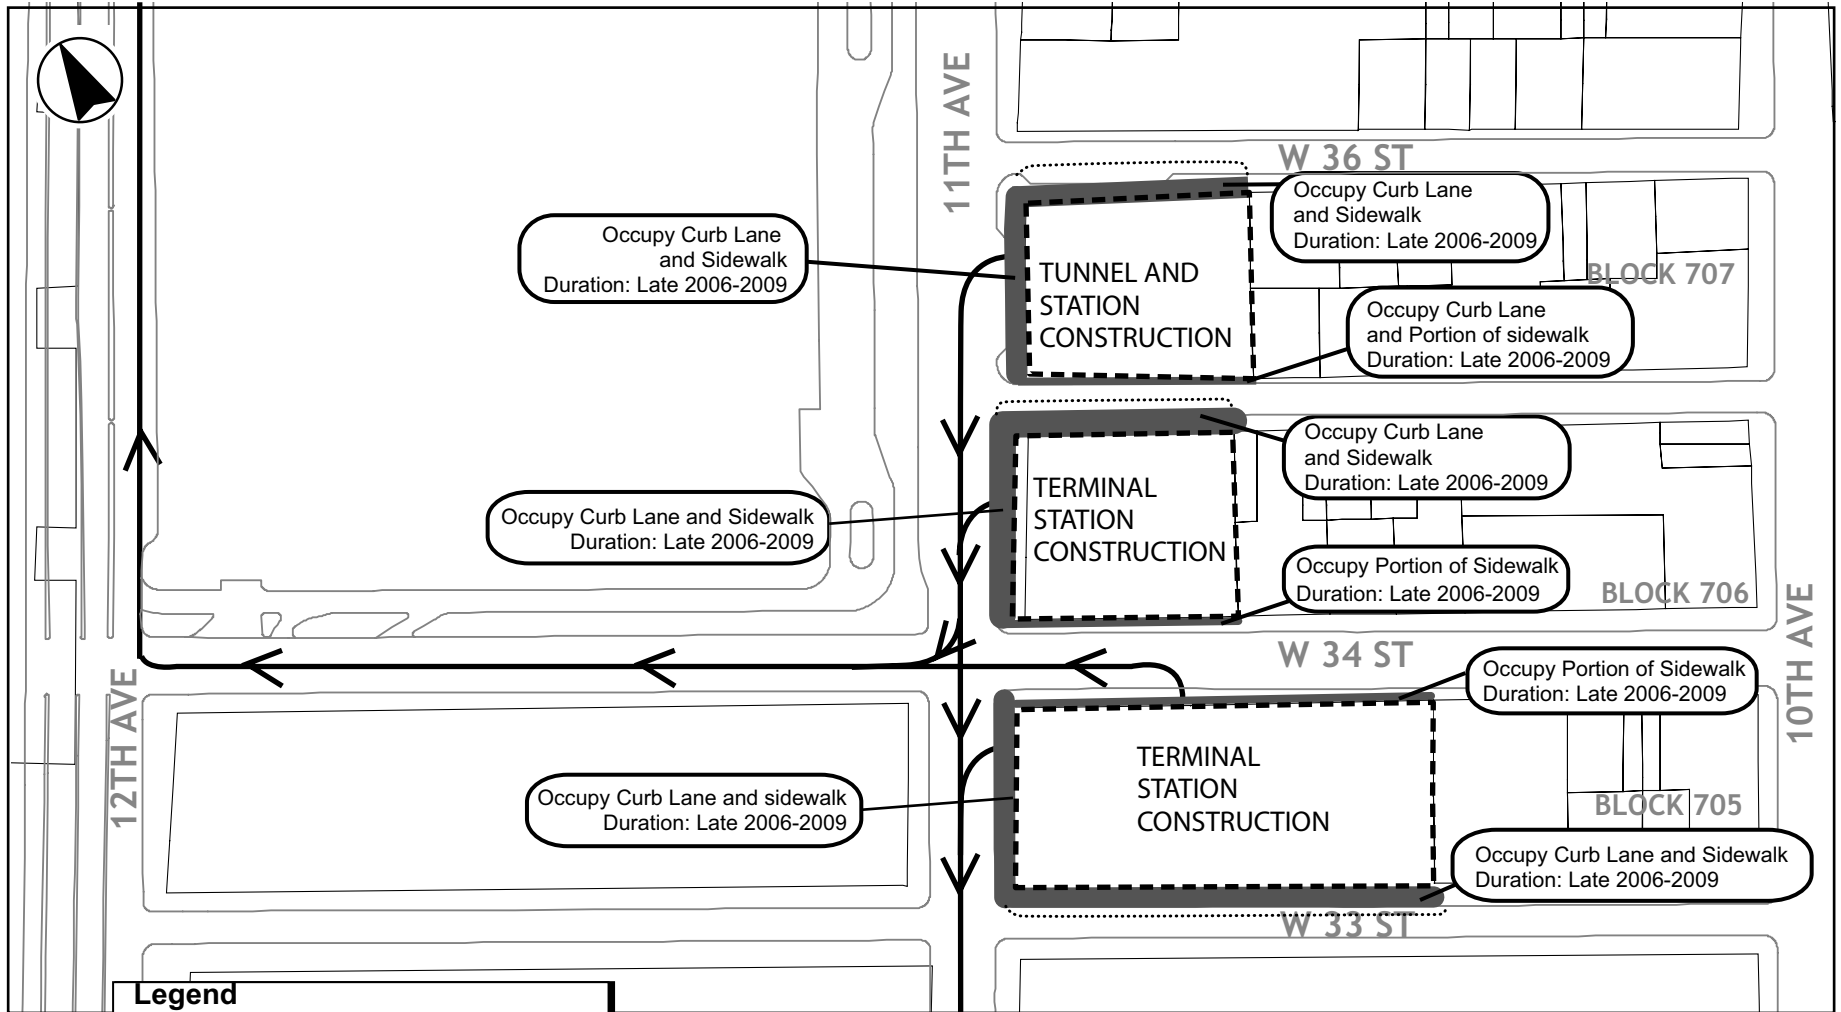 11TH AVE
W 36 ST
Occupy Curb Lane
and Sidewalk
Duration: Late 2006-2009
Occupy Curb Lane
and Sidewalk
Duration: Late 2006-2009
TUNNEL AND
STATION
CONSTRUCTION
BLOCK 707
Occupy Curb Lane
and Portion of sidewalk
Duration: Late 2006-2009
Occupy Curb Lane
and Sidewalk
Duration: Late 2006-2009
Occupy Curb Lane and Sidewalk
Duration: Late 2006-2009
TERMINAL
STATION
CONSTRUCTION
Occupy Portion of Sidewalk
Duration: Late 2006-2009
BLOCK 706
10TH AVE
W 34 ST
Occupy Portion of Sidewalk
Duration: Late 2006-2009
12TH AVE
TERMINAL
STATION
CONSTRUCTION
Occupy Curb Lane and sidewalk
Duration: Late 2006-2009
BLOCK 705
Occupy Curb Lane and Sidewalk
Duration: Late 2006-2009
W 33 ST
Legend